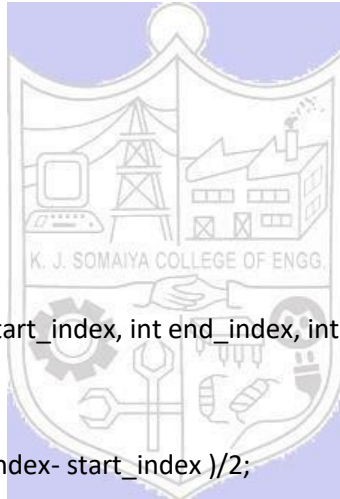 K. J. SOMAIYA COLLEGE OF ENGG.
tart_index, int end_index, int
ndex- start_index )/2;